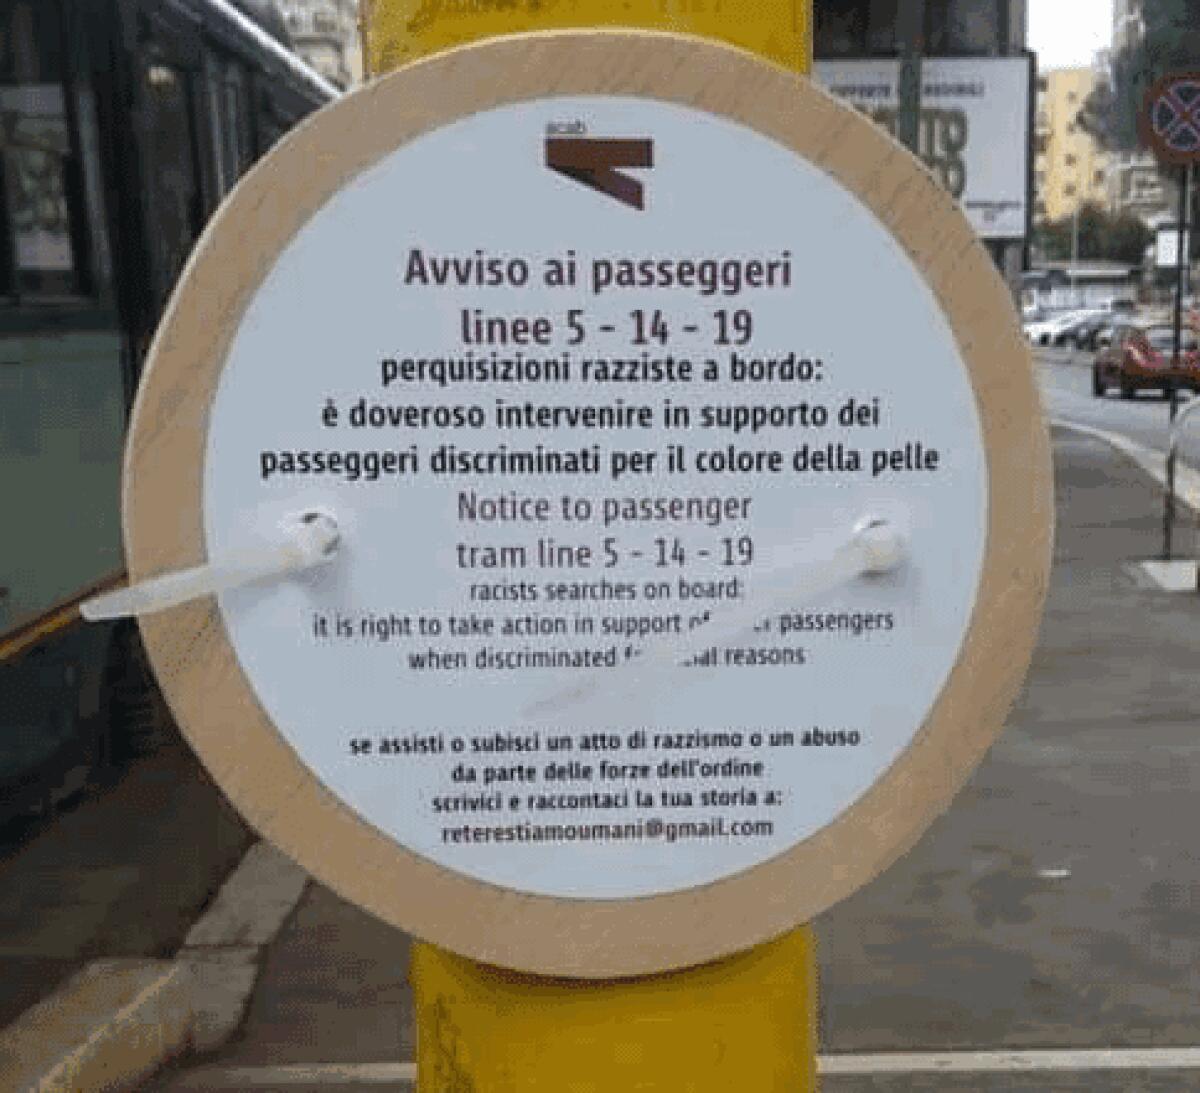 acab
Avviso ai passeggeri
linee 5 - 14 - 19
perquisizioni razziste a bordo:
è doveroso intervenire in supporto dei
passeggeri discriminati per il colore della pelle
Notice to passenger
tram line 5 - 14 - 19
racists searches on board:
it is right to take action in support passengers
when discriminated reasons
se assisti o subisci un atto di razzismo o un abuso
da parte delle forze dell'ordine
scrivici e raccontaci la tua storia a:
reterestiamoumani@gmail.com